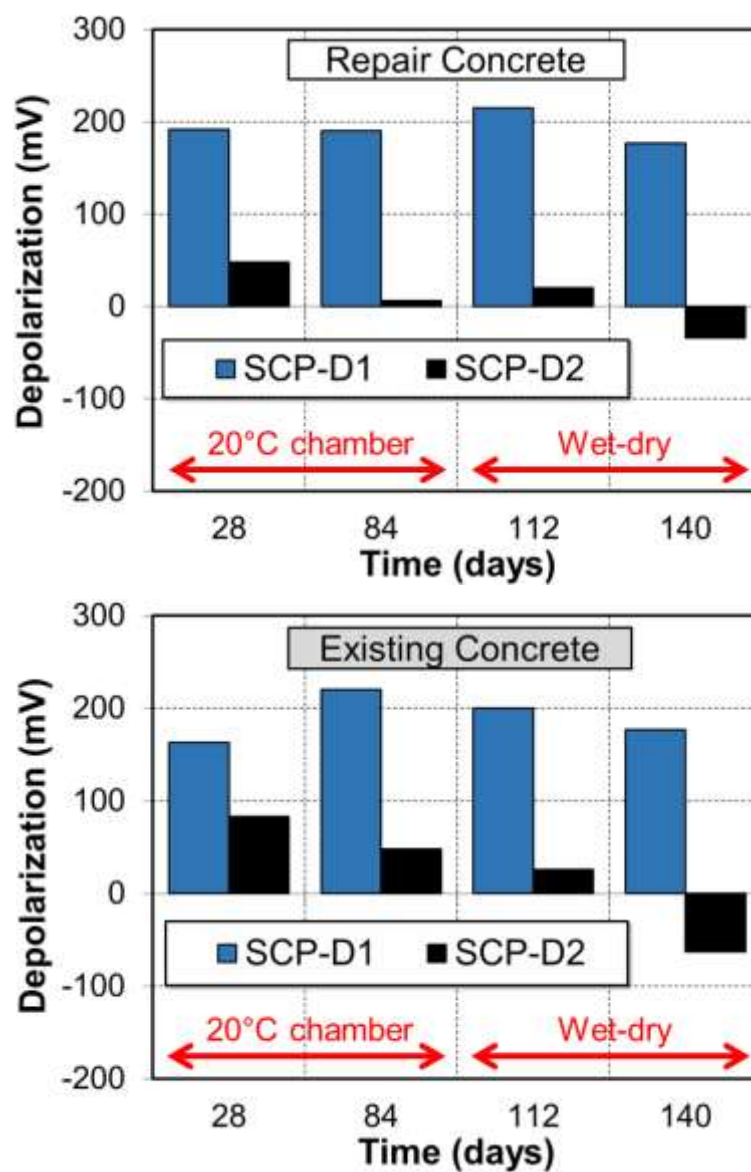 300
Repair Concrete
200
100
0
-100
-200
Depolarization (mV)
SCP-D1 SCP-D2
20°C chamber Wet-dry
28 84 112 140
Time (days)
300
Existing Concrete
200
100
0
-100
-200
Depolarization (mV)
SCP-D1 SCP-D2
20°C chamber Wet-dry
28 84 112 140
Time (days)